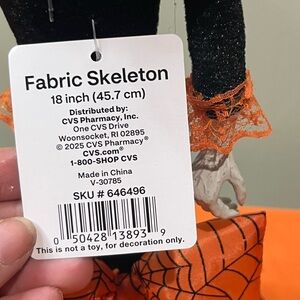 Fabric Skeleton
18 inch (45.7 cm)
Distributed by:
CVS Pharmacy, Inc.
One CVS Drive
Woonsocket, RI 02895
© 2025 CVS Pharmacy®
CVS.com®
1-800-SHOP CVS
Made in China
V-30785
SKU # 646496
0 50428 13893 9
This is not a toy, for decoration only.